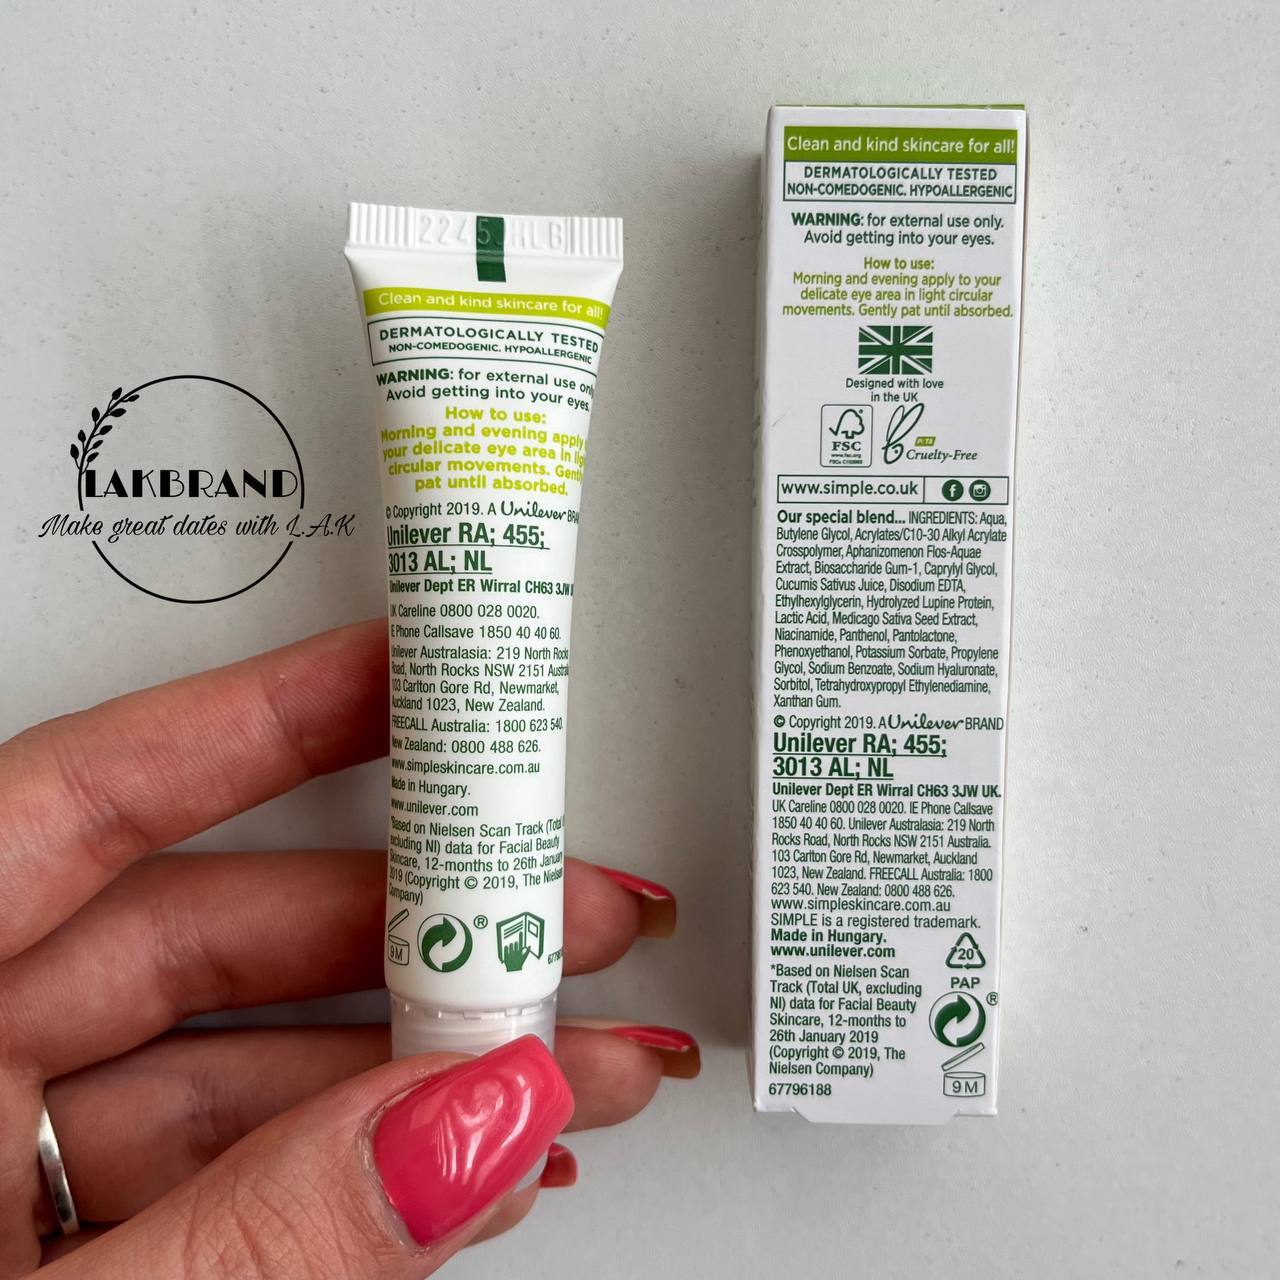 LAKBRAND
Make great dates with L.A.K
2245 HLB
Clean and kind skincare for all!
DERMATOLOGICALLY TESTED
NON-COMEDOGENIC. HYPOALLERGENIC
WARNING: for external use only
Avoid getting into your eyes.
How to use:
Morning and evening apply
your delicate eye area in
circular movements.
pat until absorbed.
© Copyright 2019. A Unilever
Unilever RA; 455;
3013 AL; NL
Unilever Dept ER Wirral CH63 3JW
UK Careline 0800 028 0020.
IE Phone Callsave 1850 40 40 60.
Unilever Australasia: 219 North Rocks
Road, North Rocks NSW 2151
103 Carlton Gore Rd, Newmarket,
Auckland 1023, New Zealand.
FREECALL Australia: 1800 623 540.
New Zealand: 0800 488 626.
www.simpleskincare.com.au
Made in Hungary.
www.unilever.com
*Based on Nielsen Scan Track (Total
excluding NI) data for Facial Beauty
Skincare, 12-months to 26th January
2019 (Copyright © 2019, The Nielsen
Company)
9M
®
Clean and kind skincare for all!
DERMATOLOGICALLY TESTED
NON-COMEDOGENIC. HYPOALLERGENIC
WARNING: for external use only.
Avoid getting into your eyes.
How to use:
Morning and evening apply to your
delicate eye area in light circular
movements. Gently pat until absorbed.
Designed with love
in the UK
FSC
www.fsc.org
PETA
Cruelty-Free
www.simple.co.uk
Our special blend... INGREDIENTS: Aqua,
Butylene Glycol, Acrylates/C10-30 Alkyl Acrylate
Crosspolymer, Aphanizomenon Flos-Aquae
Extract, Biosaccharide Gum-1, Caprylyl Glycol,
Cucumis Sativus Juice, Disodium EDTA,
Ethylhexylglycerin, Hydrolyzed Lupine Protein,
Lactic Acid, Medicago Sativa Seed Extract,
Niacinamide, Panthenol, Pantolactone,
Phenoxyethanol, Potassium Sorbate, Propylene
Glycol, Sodium Benzoate, Sodium Hyaluronate,
Sorbitol, Tetrahydroxypropyl Ethylenediamine,
Xanthan Gum.
© Copyright 2019. A Unilever BRAND
Unilever RA; 455;
3013 AL; NL
Unilever Dept ER Wirral CH63 3JW UK.
UK Careline 0800 028 0020. IE Phone Callsave
1850 40 40 60. Unilever Australasia: 219 North
Rocks Road, North Rocks NSW 2151 Australia.
103 Carlton Gore Rd, Newmarket, Auckland
1023, New Zealand. FREECALL Australia: 1800
623 540. New Zealand: 0800 488 626.
www.simpleskincare.com.au
SIMPLE is a registered trademark.
Made in Hungary.
www.unilever.com
20
PAP
*Based on Nielsen Scan
Track (Total UK, excluding
NI) data for Facial Beauty
Skincare, 12-months to
26th January 2019
(Copyright © 2019, The
Nielsen Company)
®
67796188
9M